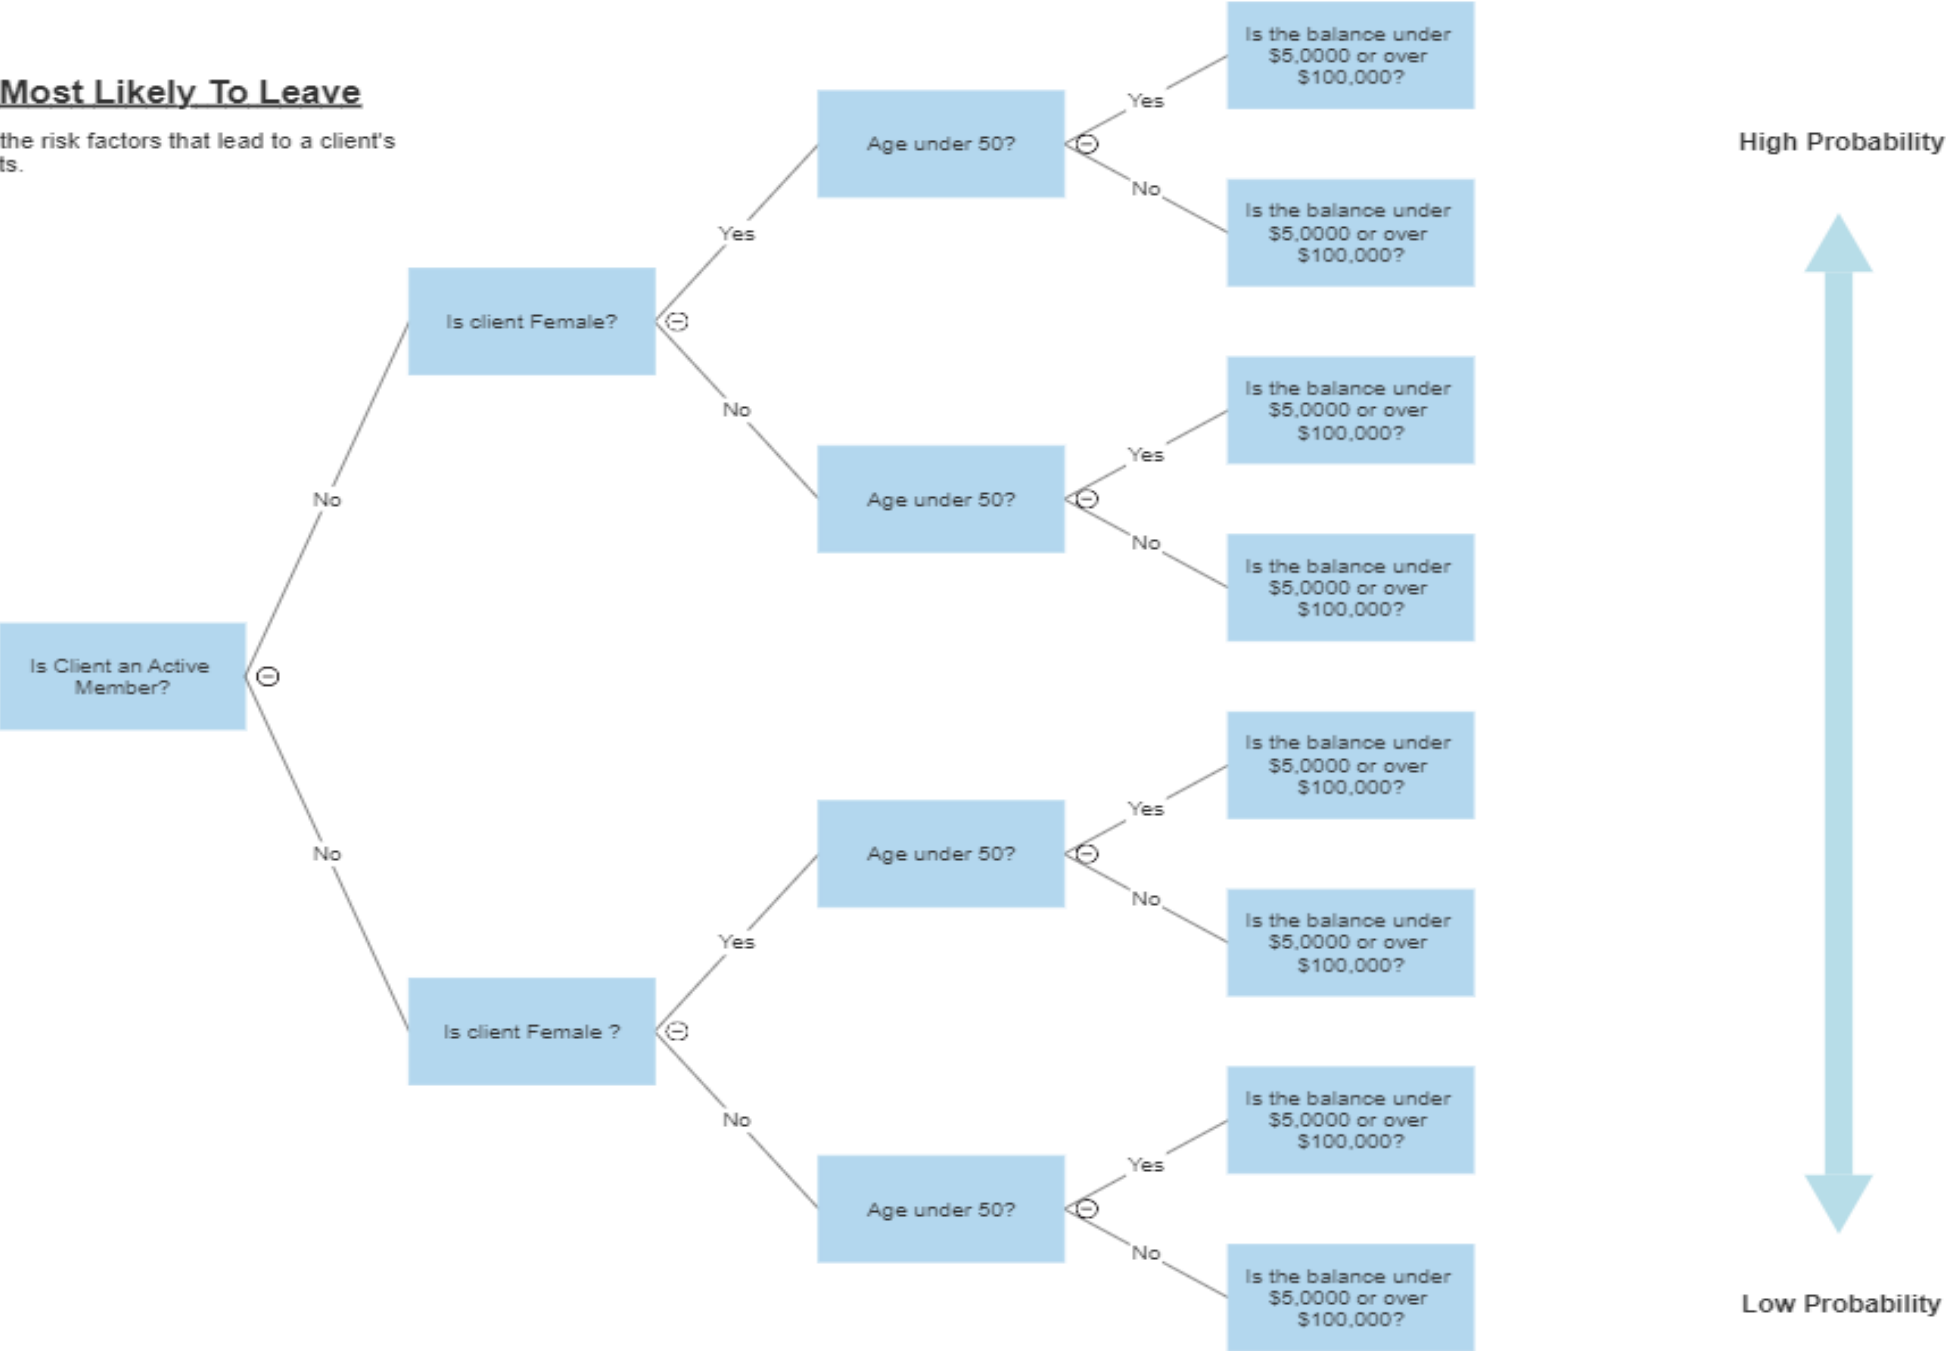 Most Likely To Leave
the risk factors that lead to a client's
ts.
High Probability
Is Client an Active
Member?
No
No
Is client Female?
Yes
No
Is client Female ?
Yes
No
Age under 50?
Yes
No
Age under 50?
Yes
No
Age under 50?
Yes
No
Age under 50?
Yes
No
Is the balance under
$5,0000 or over
$100,000?
Is the balance under
$5,0000 or over
$100,000?
Is the balance under
$5,0000 or over
$100,000?
Is the balance under
$5,0000 or over
$100,000?
Is the balance under
$5,0000 or over
$100,000?
Is the balance under
$5,0000 or over
$100,000?
Is the balance under
$5,0000 or over
$100,000?
Is the balance under
$5,0000 or over
$100,000?
Low Probability